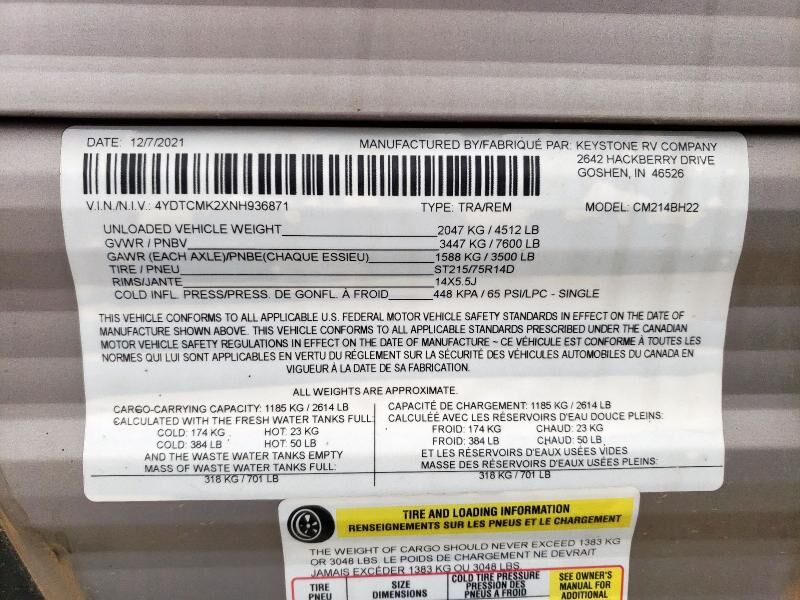 DATE: 12/7/2021
MANUFACTURED BY/FABRIQUÉ PAR: KEYSTONE RV COMPANY
2642 HACKBERRY DRIVE
GOSHEN, IN 46526
V.I.N./N.I.V.: 4YDTCMK2XNH936871 TYPE: TRA/REM MODEL: CM214BH22
UNLOADED VEHICLE WEIGHT 2047 KG / 4512 LB
GVWR / PNBV 3447 KG / 7600 LB
GAWR (EACH AXLE)/PNBE(CHAQUE ESSIEU) 1588 KG / 3500 LB
TIRE / PNEU ST215/75R14D
RIMS/JANTE 14X5.5J
COLD INFL. PRESS/PRESS. DE GONFL. À FROID 448 KPA / 65 PSI/LPC - SINGLE
THIS VEHICLE CONFORMS TO ALL APPLICABLE U.S. FEDERAL MOTOR VEHICLE SAFETY STANDARDS IN EFFECT ON THE DATE OF
MANUFACTURE SHOWN ABOVE. THIS VEHICLE CONFORMS TO ALL APPLICABLE STANDARDS PRESCRIBED UNDER THE CANADIAN
MOTOR VEHICLE SAFETY REGULATIONS IN EFFECT ON THE DATE OF MANUFACTURE ~ CE VÉHICULE EST CONFORME À TOUTES LES
NORMES QUI LUI SONT APPLICABLES EN VERTU DU RÉGLEMENT SUR LA SÉCURITÉ DES VÉHICULES AUTOMOBILES DU CANADA EN
VIGUEUR À LA DATE DE SA FABRICATION.
ALL WEIGHTS ARE APPROXIMATE.
CARGO-CARRYING CAPACITY: 1185 KG / 2614 LB
CALCULATED WITH THE FRESH WATER TANKS FULL:
COLD: 174 KG HOT: 23 KG
COLD: 384 LB HOT: 50 LB
AND THE WASTE WATER TANKS EMPTY
MASS OF WASTE WATER TANKS FULL:
318 KG / 701 LB
CAPACITÉ DE CHARGEMENT: 1185 KG / 2614 LB
CALCULÉE AVEC LES RÉSERVOIRS D'EAU DOUCE PLEINS:
FROID: 174 KG CHAUD: 23 KG
FROID: 384 LB CHAUD: 50 LB
ET LES RÉSERVOIRS D'EAUX USÉES VIDES
MASSE DES RÉSERVOIRS D'EAUX USÉES PLEINS:
318 KG / 701 LB
TIRE AND LOADING INFORMATION
RENSEIGNEMENTS SUR LES PNEUS ET LE CHARGEMENT
THE WEIGHT OF CARGO SHOULD NEVER EXCEED 1383 KG
OR 3048 LBS. LE POIDS DE CHARGEMENT NE DEVRAIT
JAMAIS EXCÉDER 1383 KG OU 3048 LBS.
TIRE
PNEU
SIZE
DIMENSIONS
COLD TIRE PRESSURE
PRESSION DES
PNEUS A FROID
SEE OWNER'S
MANUAL FOR
ADDITIONAL